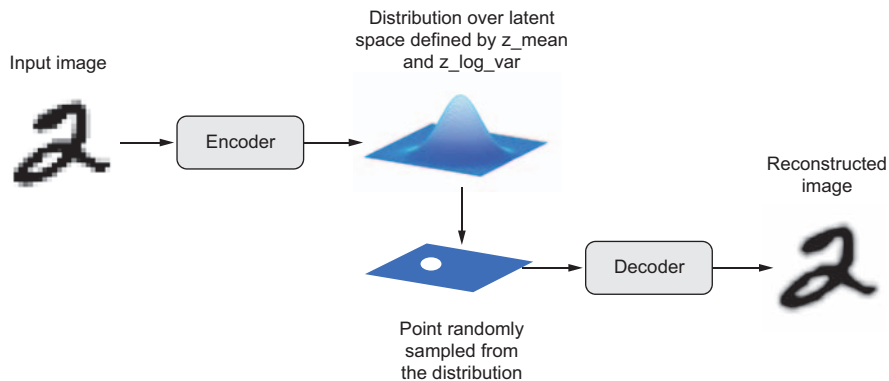 Distribution over latent
space defined by z_mean
and z_log_var
Input image
Encoder
Reconstructed
image
Decoder
Point randomly
sampled from
the distribution